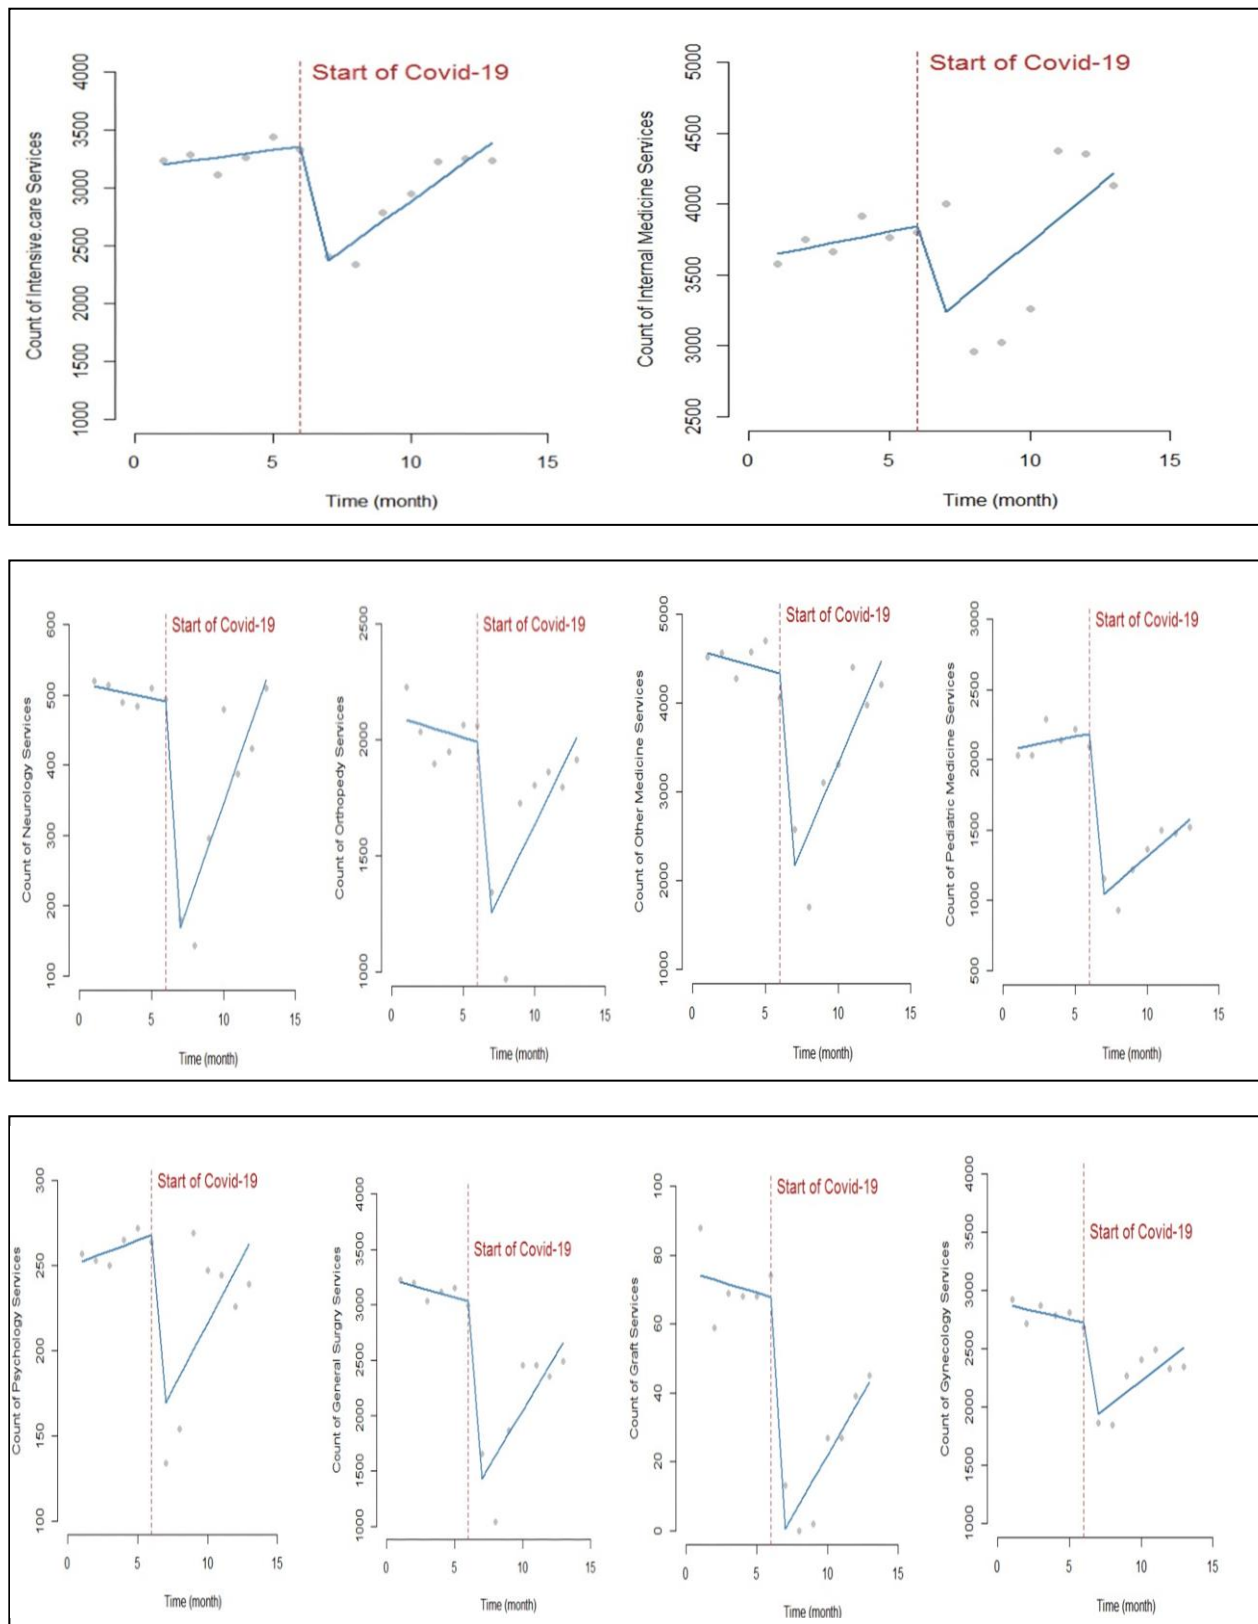 Start of Covid-19
Count of Intensive.care Services
4000
3500
3000
2500
2000
1500
1000
0 5 10 15
Time (month)
Start of Covid-19
Count of Internal Medicine Services
5000
4500
4000
3500
3000
2500
0 5 10 15
Time (month)
Start of Covid-19
Count of Neurology Services
600
500
400
300
200
100
0 5 10 15
Time (month)
Start of Covid-19
Count of Orthopedy Services
2500
2000
1500
1000
0 5 10 15
Time (month)
Start of Covid-19
Count of Other Medicine Services
5000
4000
3000
2000
1000
0 5 10 15
Time (month)
Start of Covid-19
Count of Pediatric Medicine Services
3000
2000
1500
1000
500
0 5 10 15
Time (month)
Start of Covid-19
Count of Psychology Services
300
250
200
150
100
0 5 10 15
Time (month)
Start of Covid-19
Count of General Surgry Services
4000
3500
3000
2500
2000
1500
1000
0 5 10 15
Time (month)
Start of Covid-19
Count of Graft Services
100
80
60
40
20
0
0 5 10 15
Time (month)
Start of Covid-19
Count of Gynecology Services
4000
3500
3000
2500
2000
1500
1000
0 5 10 15
Time (month)